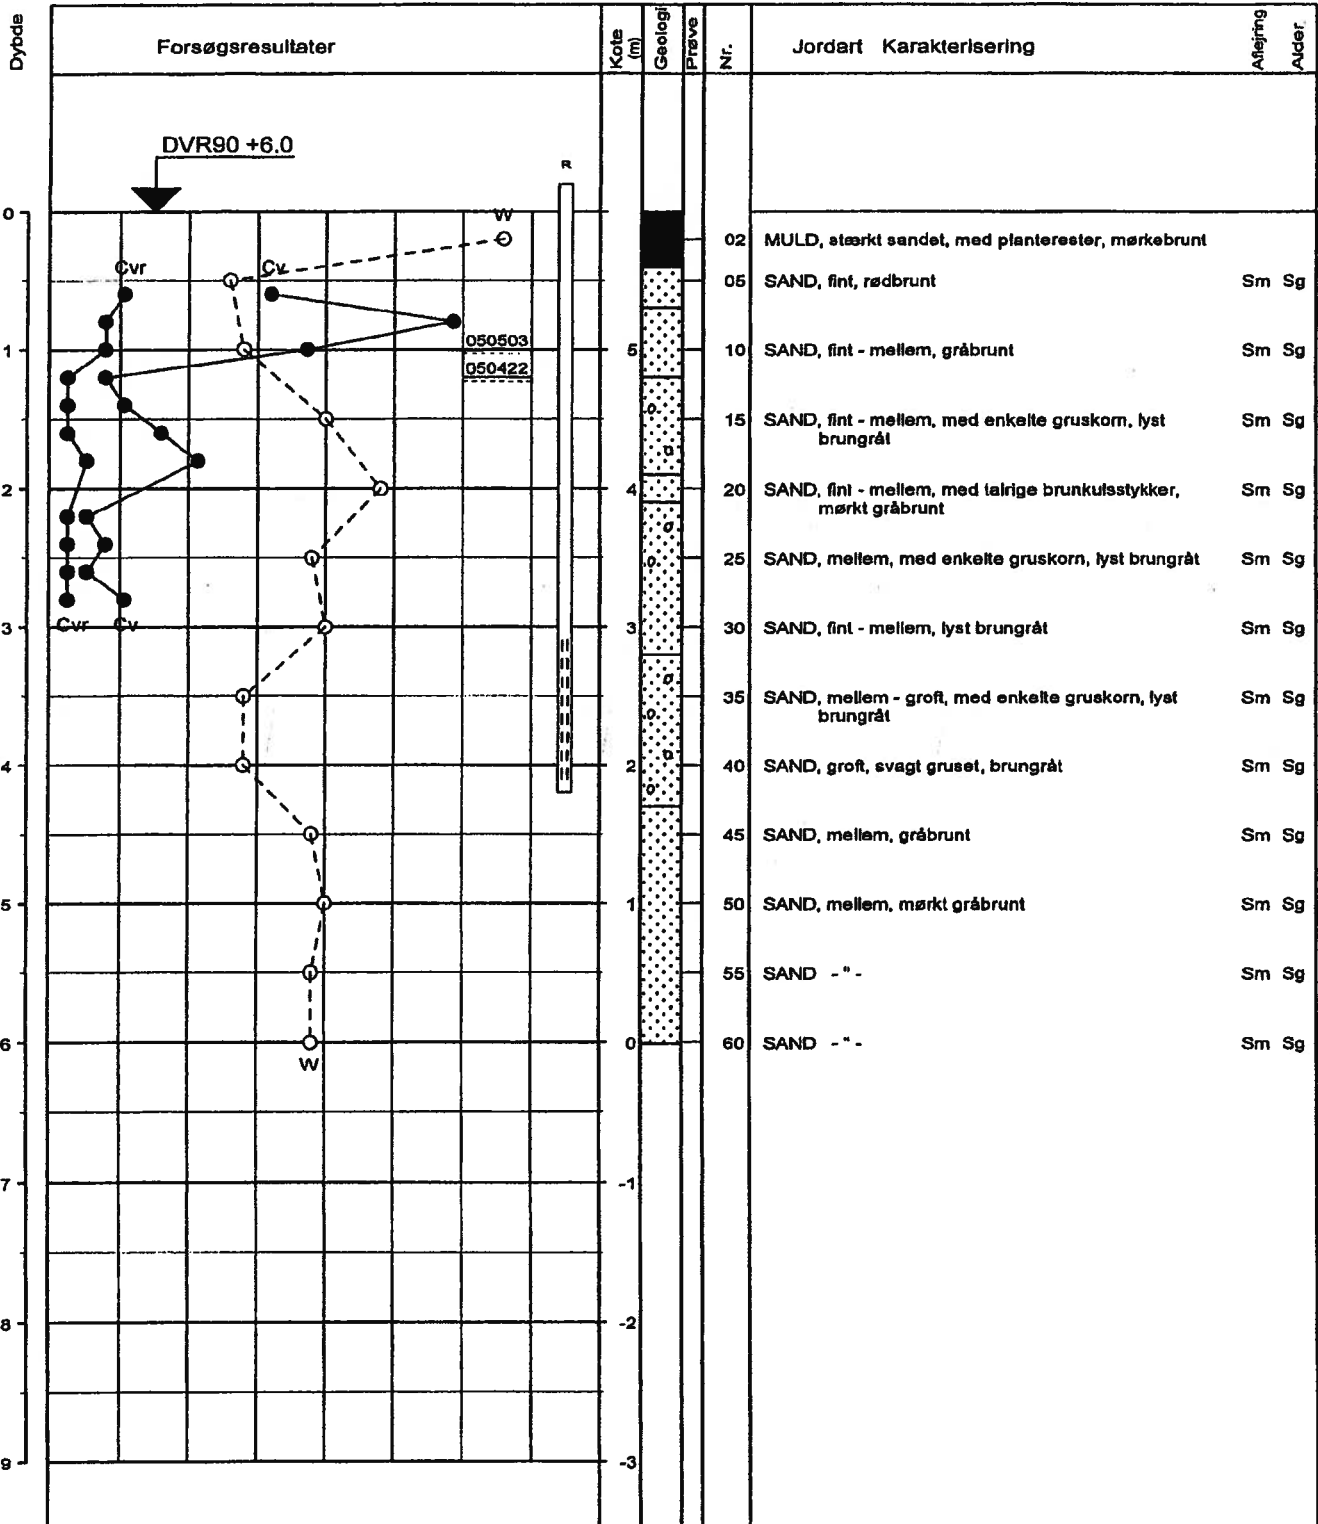 Dybde Forsøgsresultater Kote (m) Geologi Prøve Nr. Jordart Karakterisering Aflejring Alder
DVR90 +6.0
R
0 W
02 MULD, stærkt sandet, med planterester, mørkebrunt
Cvr Cv
05 SAND, fint, rødbrunt Sm Sg
050503
1 5 10 SAND, fint - mellem, gråbrunt Sm Sg
050422
15 SAND, fint - mellem, med enkelte gruskorn, lyst Sm Sg
brungråt
2 4 20 SAND, fint - mellem, med talrige brunkulsstykker, Sm Sg
mørkt gråbrunt
25 SAND, mellem, med enkelte gruskorn, lyst brungråt Sm Sg
Cvr Cv
3 3 30 SAND, fint - mellem, lyst brungråt Sm Sg
35 SAND, mellem - groft, med enkelte gruskorn, lyst Sm Sg
brungråt
4 2 40 SAND, groft, svagt gruset, brungråt Sm Sg
45 SAND, mellem, gråbrunt Sm Sg
5 1 50 SAND, mellem, mørkt gråbrunt Sm Sg
55 SAND - " - Sm Sg
6 0 60 SAND - " - Sm Sg
W
7 -1
8 -2
9 -3